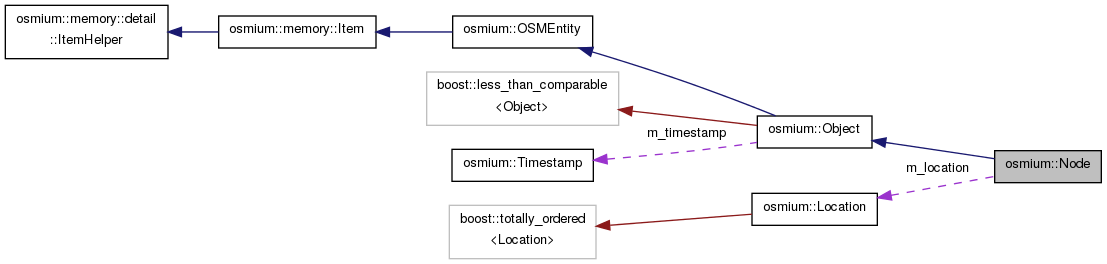 osmium::memory::detail
::ItemHelper
osmium::memory::Item
osmium::OSMEntity
boost::less_than_comparable
<Object>
osmium::Object
m_timestamp
osmium::Timestamp
osmium::Node
m_location
osmium::Location
boost::totally_ordered
<Location>